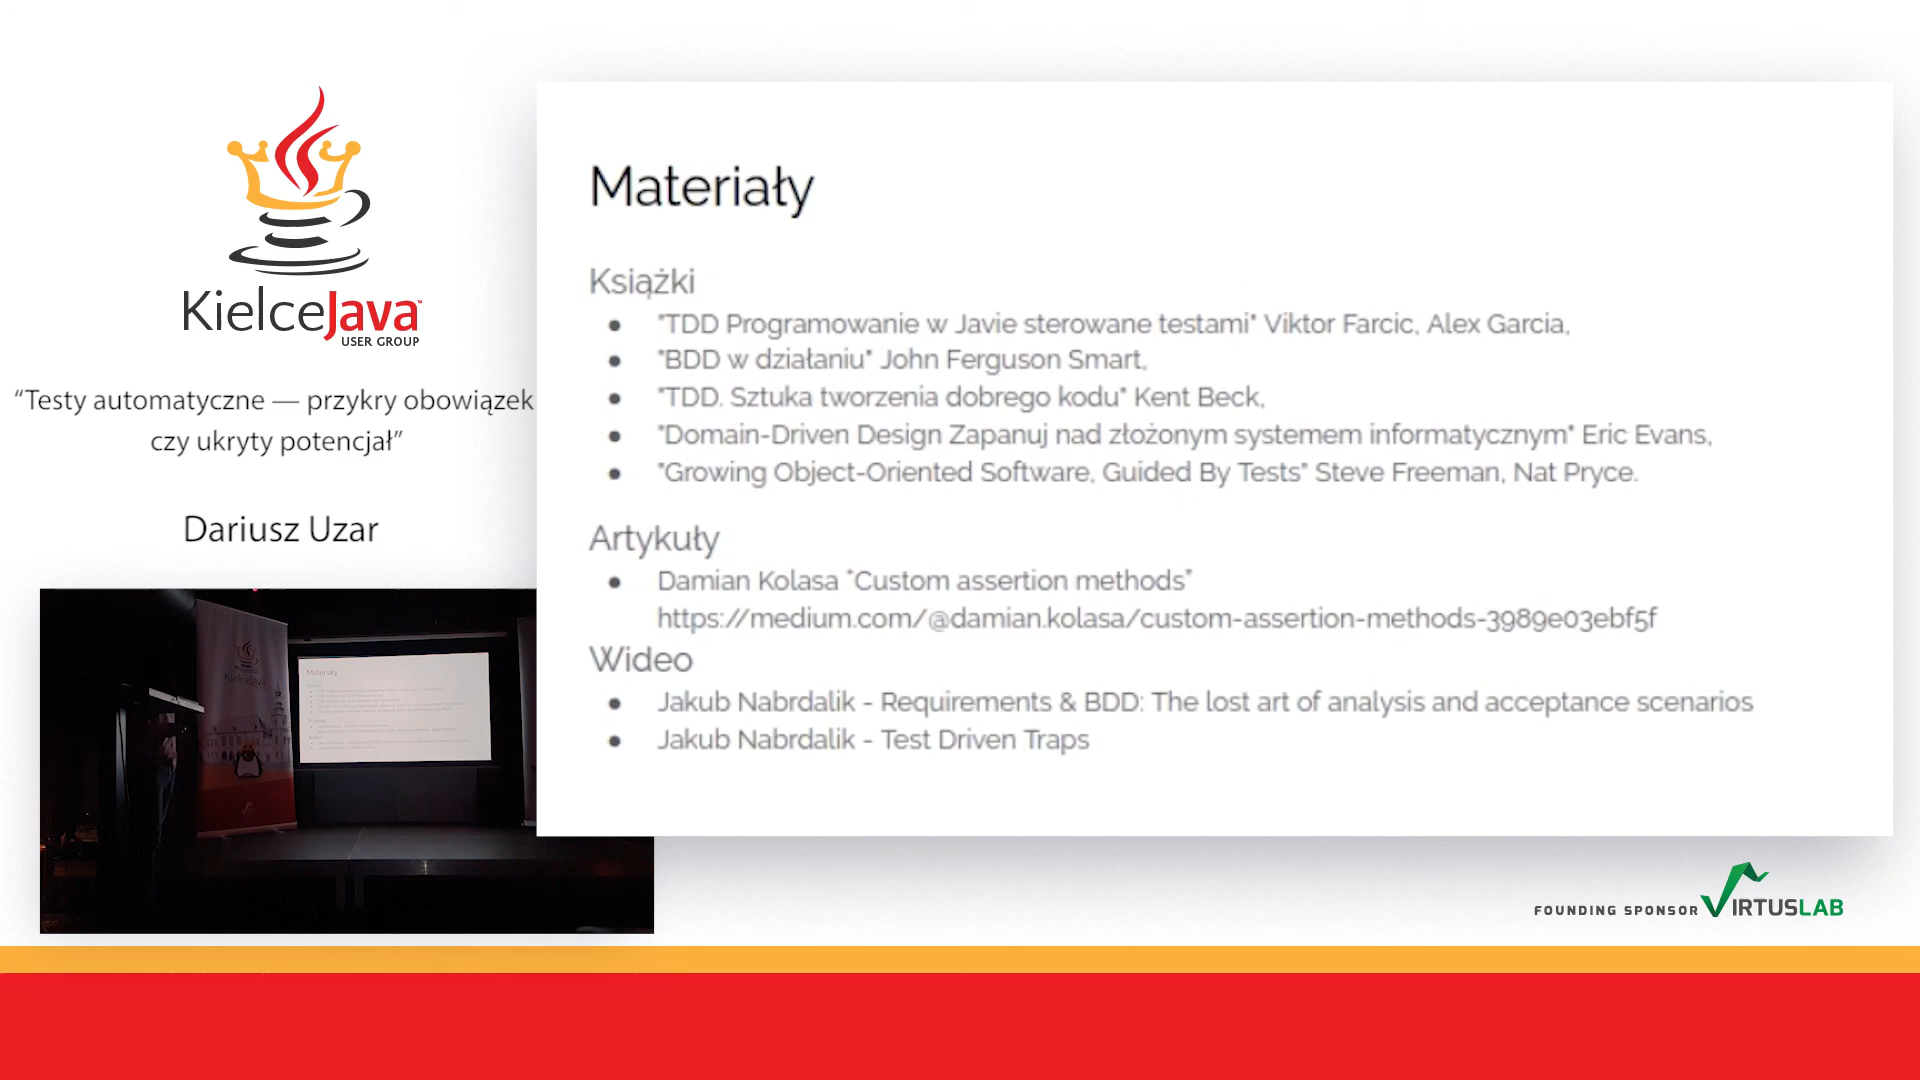 KielceJava™
USER GROUP
“Testy automatyczne — przykry obowiązek
czy ukryty potencjał”
Dariusz Uzar
Materiały
Książki
"TDD Programowanie w Javie sterowane testami" Viktor Farcic, Alex Garcia,
"BDD w działaniu" John Ferguson Smart,
"TDD. Sztuka tworzenia dobrego kodu" Kent Beck,
"Domain-Driven Design Zapanuj nad złożonym systemem informatycznym" Eric Evans,
"Growing Object-Oriented Software, Guided By Tests" Steve Freeman, Nat Pryce.
Artykuły
Damian Kolasa "Custom assertion methods"
https://medium.com/@damian.kolasa/custom-assertion-methods-3989e03ebf5f
Wideo
Jakub Nabrdalik - Requirements & BDD: The lost art of analysis and acceptance scenarios
Jakub Nabrdalik - Test Driven Traps
Materiały
KielceJava
FOUNDING SPONSOR VIRTUSLAB